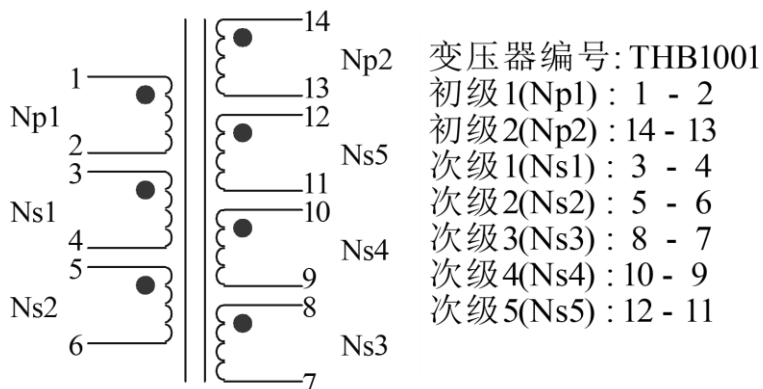 1
Np1
2
3
Ns1
4
5
Ns2
6
14
Np2
13
12
Ns5
11
10
Ns4
9
8
Ns3
7
变压器编号: THB1001
初级1(Np1) : 1 - 2
初级2(Np2) : 14 - 13
次级1(Ns1) : 3 - 4
次级2(Ns2) : 5 - 6
次级3(Ns3) : 8 - 7
次级4(Ns4) : 10 - 9
次级5(Ns5) : 12 - 11